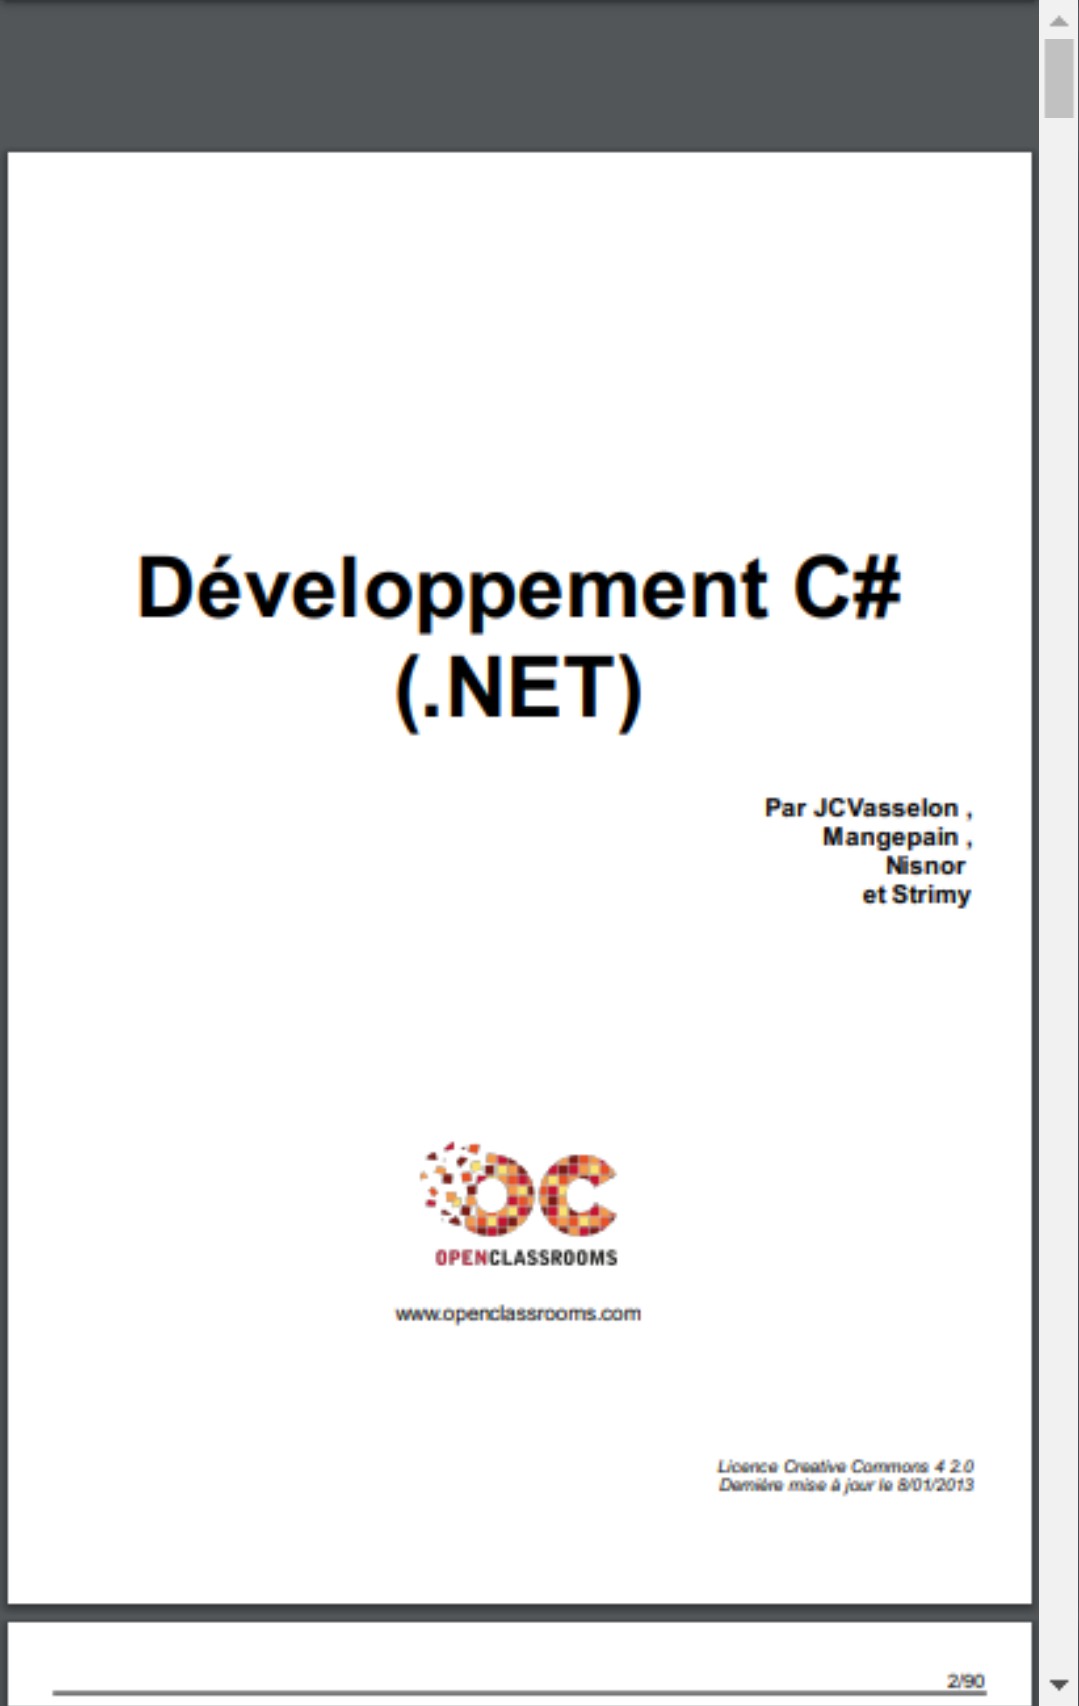 Développement C#
(.NET)
Par JCVasselon ,
Mangepain ,
Nisnor
et Strimy
OC
OPENCLASSROOMS
www.openclassrooms.com
Licence Creative Commons 4 2.0
Dernière mise à jour le 8/01/2013
2/90